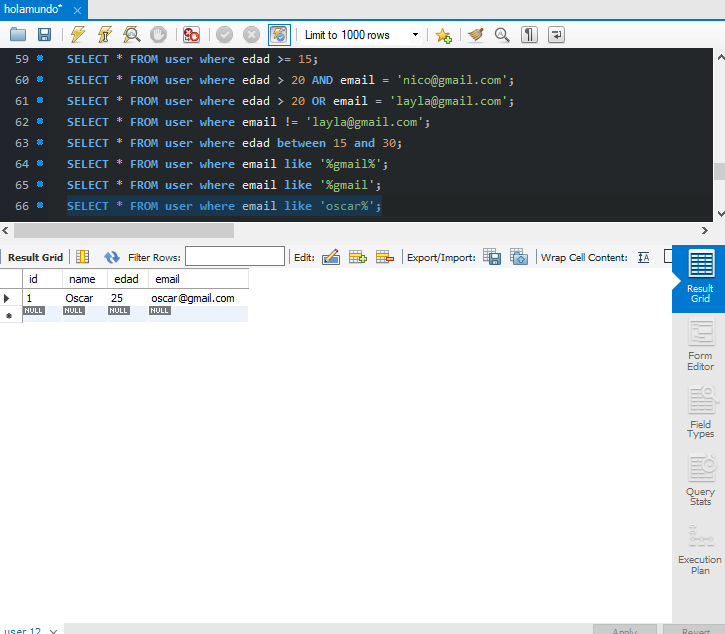 holamundo*
Limit to 1000 rows
59 SELECT * FROM user where edad >= 15;
60 SELECT * FROM user where edad > 20 AND email = 'nico@gmail.com';
61 SELECT * FROM user where edad > 20 OR email = 'layla@gmail.com';
62 SELECT * FROM user where email != 'layla@gmail.com';
63 SELECT * FROM user where edad between 15 and 30;
64 SELECT * FROM user where email like '%gmail%';
65 SELECT * FROM user where email like '%gmail';
66 SELECT * FROM user where email like 'oscar%';
Result Grid Filter Rows: Edit: Export/Import: Wrap Cell Content:
id name edad email
1 Oscar 25 oscar@gmail.com
NULL NULL NULL NULL
Result
Grid
Form
Editor
Field
Types
Query
Stats
Execution
Plan
user 12 Apply Revert